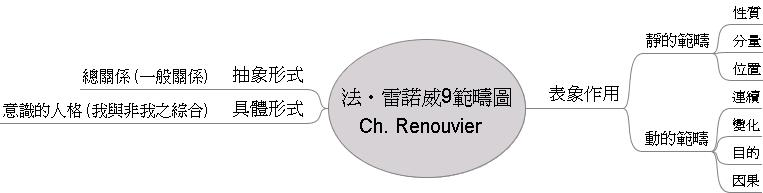 法・雷諾威9範疇圖
Ch. Renouvier
抽象形式
總關係(一般關係)
具體形式
意識的人格(我與非我之綜合)
表象作用
靜的範疇
性質
分量
位置
動的範疇
連續
變化
目的
因果